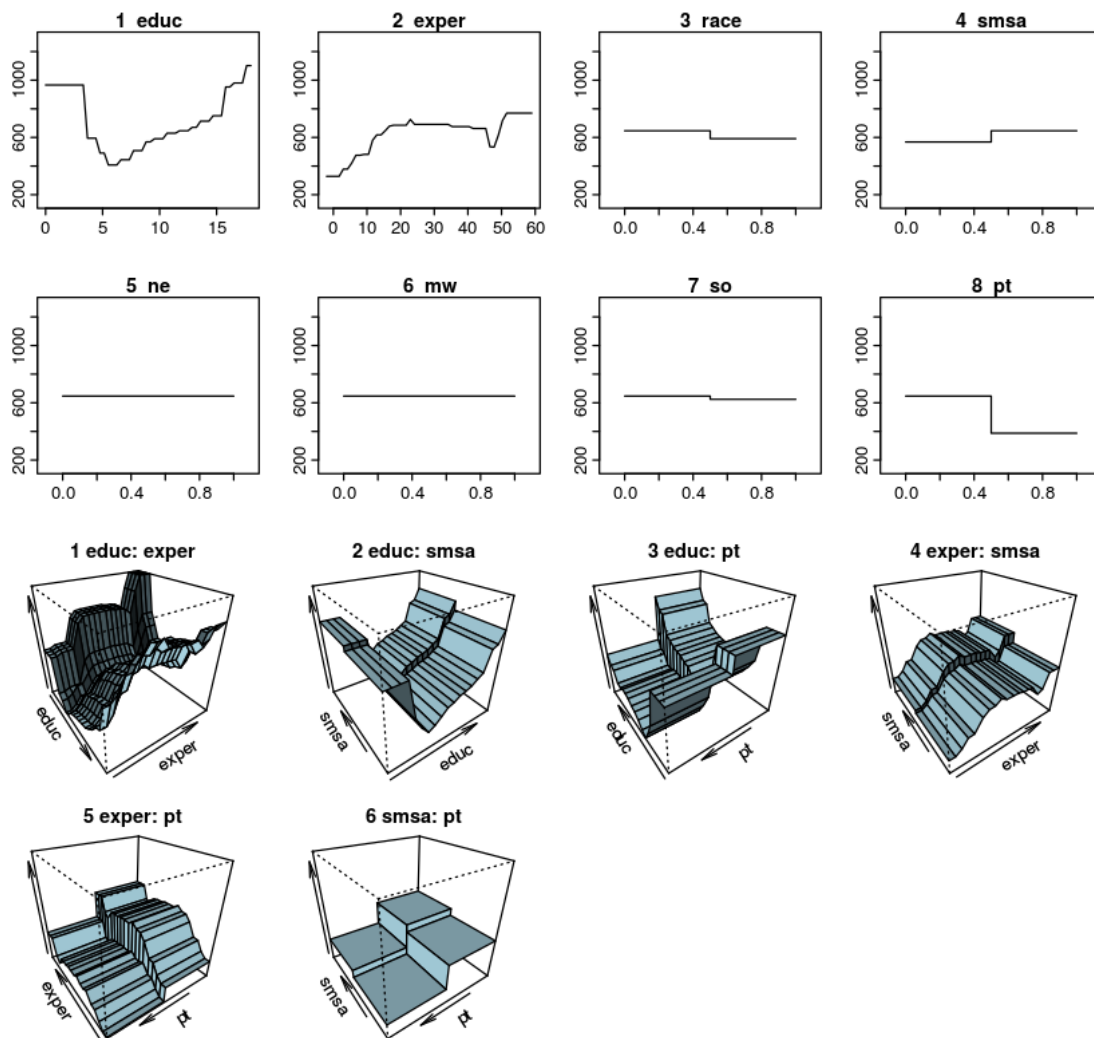 1 educ
2 exper
3 race
4 smsa
200 600 1000
0 5 10 15
200 600 1000
0 10 20 30 40 50 60
200 600 1000
0.0 0.4 0.8
200 600 1000
0.0 0.4 0.8
5 ne
6 mw
7 so
8 pt
200 600 1000
0.0 0.4 0.8
200 600 1000
0.0 0.4 0.8
200 600 1000
0.0 0.4 0.8
200 600 1000
0.0 0.4 0.8
1 educ: exper
educ
exper
2 educ: smsa
smsa
educ
3 educ: pt
educ
pt
4 exper: smsa
smsa
exper
5 exper: pt
exper
pt
6 smsa: pt
smsa
pt